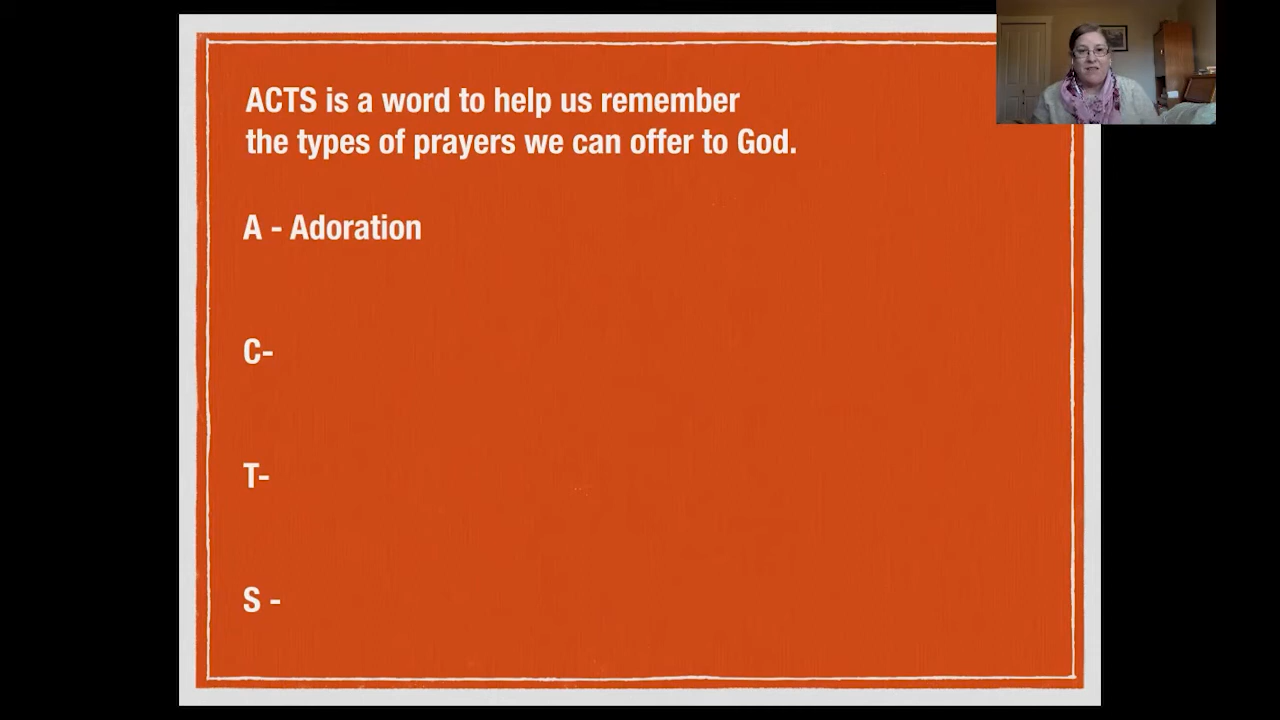 ACTS is a word to help us remember
the types of prayers we can offer to God.
A - Adoration
C-
T-
S -